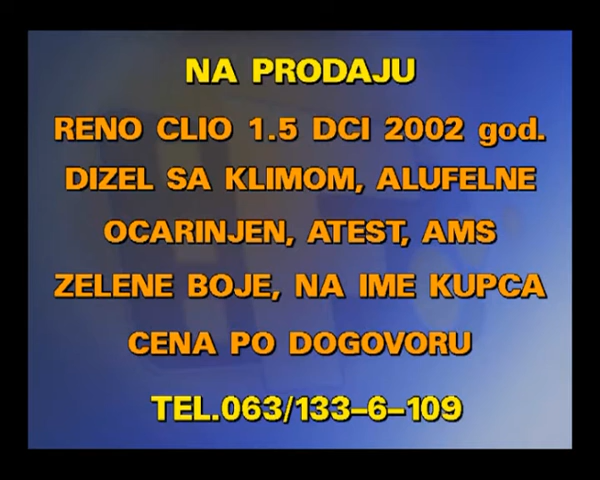 NA PRODAJU
RENO CLIO 1.5 DCI 2002 god.
DIZEL SA KLIMOM, ALUFELNE
OCARINJEN, ATEST, AMS
ZELENE BOJE, NA IME KUPCA
CENA PO DOGOVORU
TEL.063/133-6-109